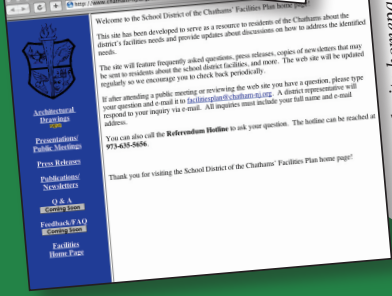 http://www.chatham
Welcome to the School District of the Chathams' Facilities Plan home page
This site has been developed to serve as a resource to residents of the Chathams about the
district's facilities needs and provide updates about discussions on how to address the identified
needs.
The site will feature frequently asked questions, press releases, copies of newsletters that may
be sent to residents about the school district facilities, and more. The web site will be updated
regularly so we encourage you to check back periodically.
If after attending a public meeting or reviewing the web site you have a question, please type
your question and e-mail it to facilitiesplan@chatham-nj.org. A district representative will
respond to your inquiry via e-mail. All inquiries must include your full name and e-mail
address.
You can also call the Referendum Hotline to ask your question. The hotline can be reached at
973-635-5656.
Thank you for visiting the School District of the Chathams' Facilities Plan home page!
Architectural
Drawings
Presentations/
Public Meetings
Press Releases
Publications/
Newsletters
Q & A
Coming Soon
Feedback/FAQ
Coming Soon
Facilities
Home Page